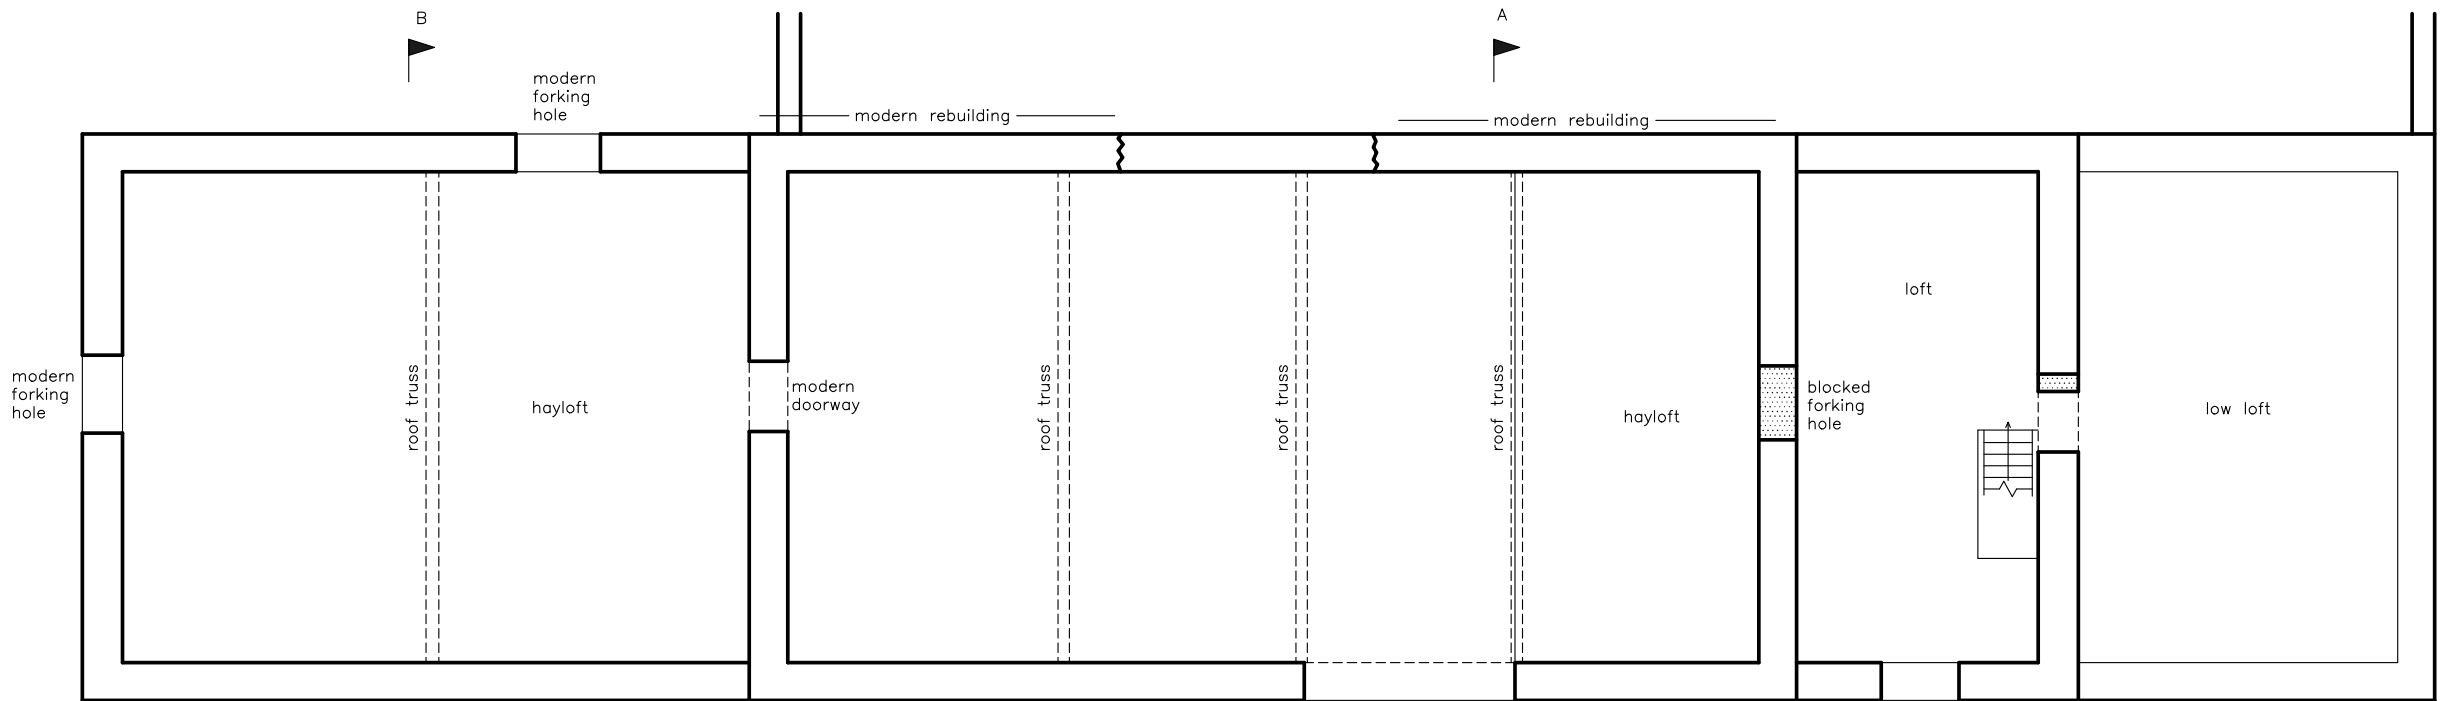 B
A
modern
forking
hole
modern rebuilding
modern rebuilding
loft
modern
forking
hole
roof truss
hayloft
modern
doorway
roof truss
roof truss
roof truss
hayloft
blocked
forking
hole
low loft